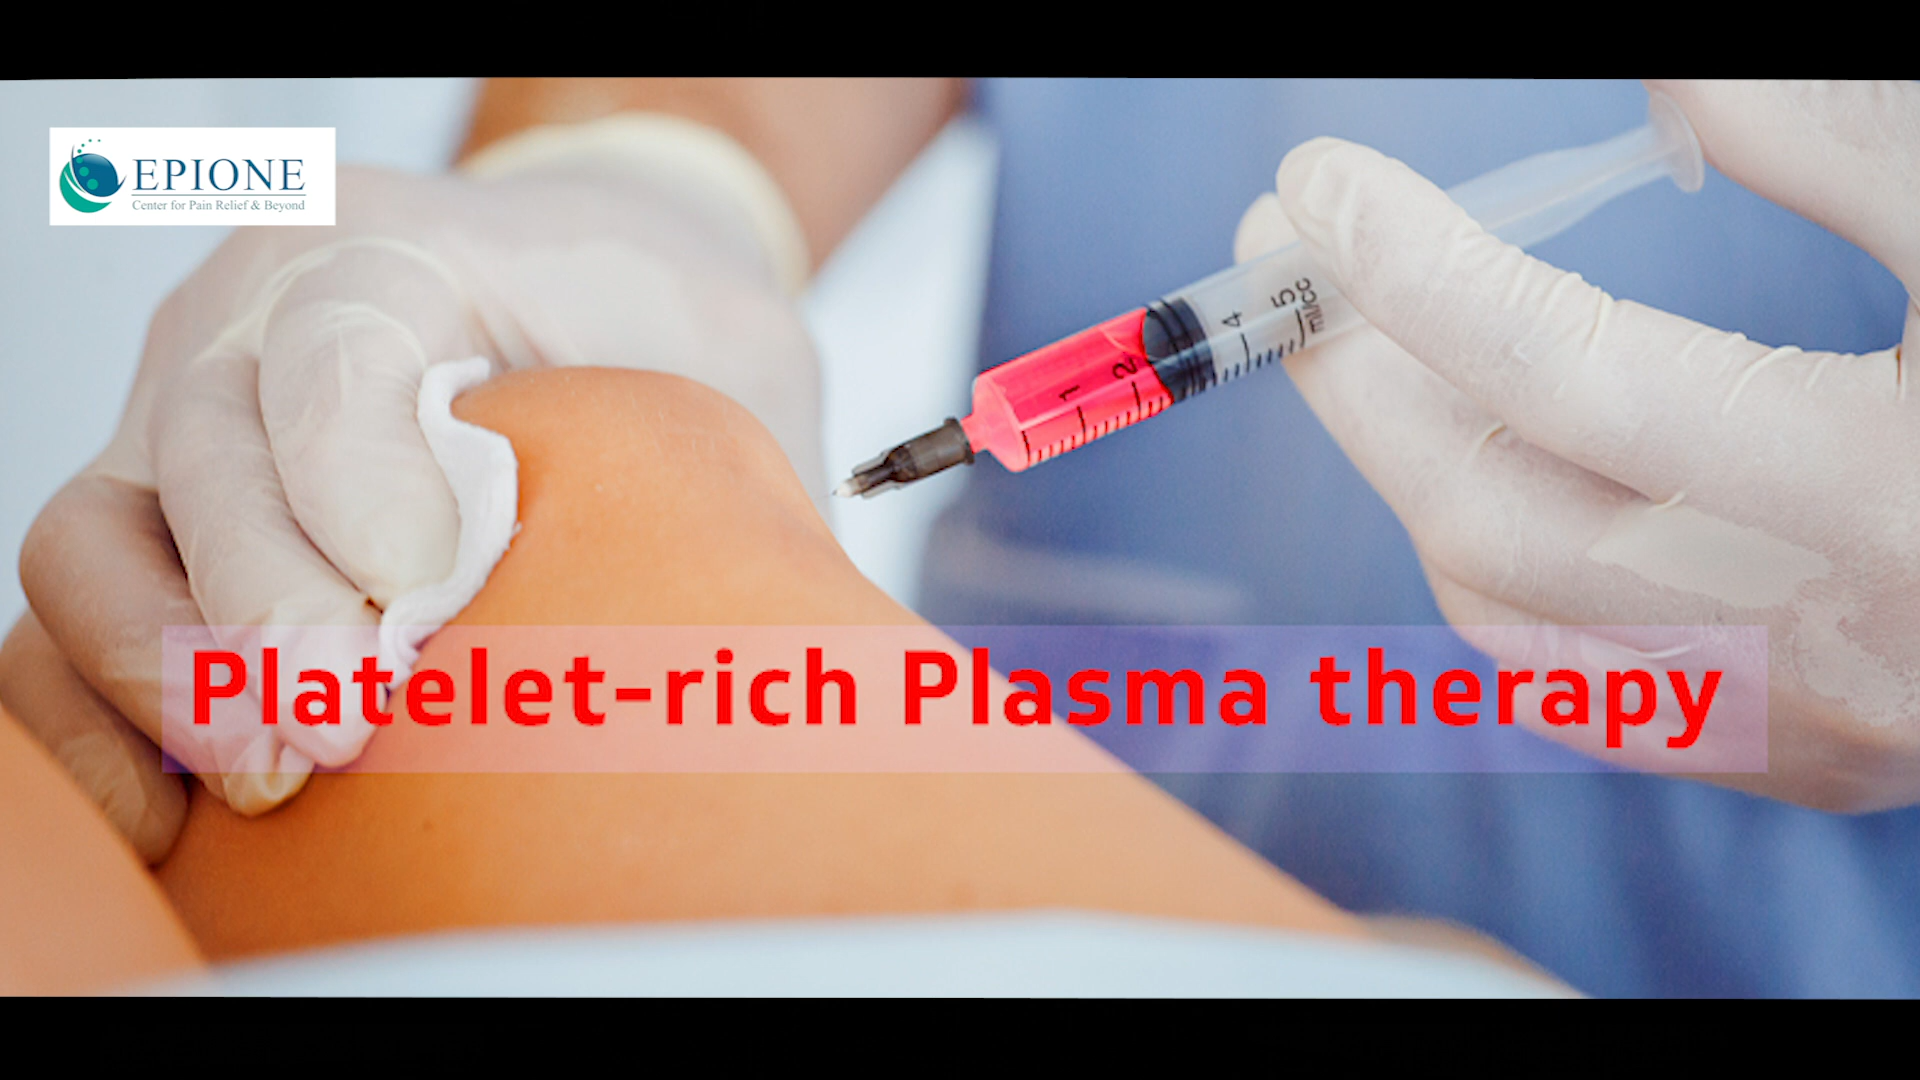 EPIONE
Center for Pain Relief & Beyond
5
ml/cc
4
2
1
Platelet-rich Plasma therapy